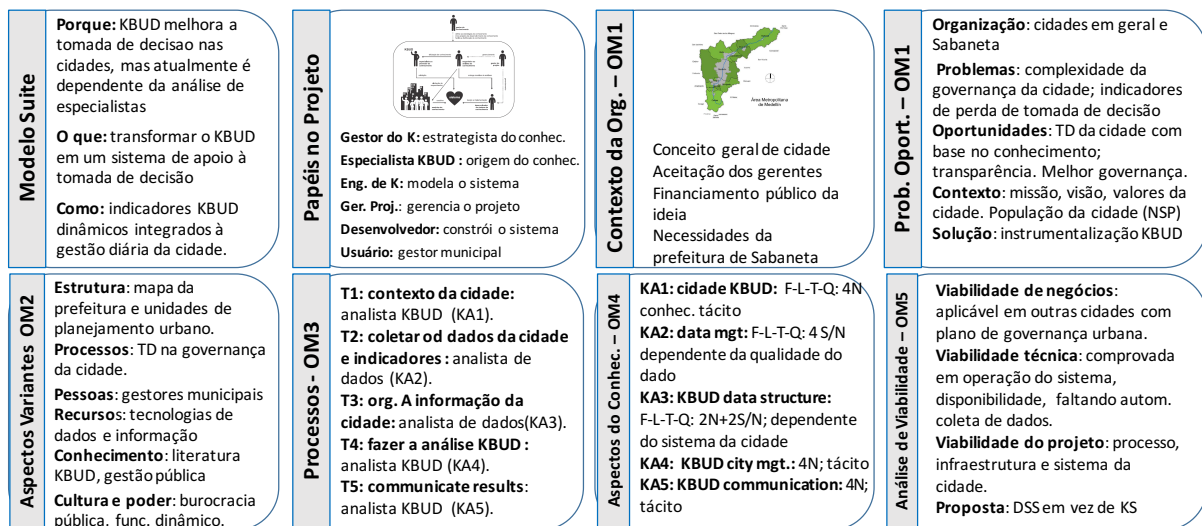 Modelo Suite
Porque: KBUD melhora a
tomada de decisao nas
cidades, mas atualmente é
dependente da análise de
especialistas
O que: transformar o KBUD
em um sistema de apoio à
tomada de decisão
Como: indicadores KBUD
dinâmicos integrados à
gestão diária da cidade.
Papéis no Projeto
KBUD
Gestor do K: estrategista do conhec.
Especialista KBUD : origem do conhec.
Eng. de K: modela o sistema
Ger. Proj.: gerencia o projeto
Desenvolvedor: constrói o sistema
Usuário: gestor municipal
Contexto da Org. – OM1
Área Metropolitana
de Medellín
Conceito geral de cidade
Aceitação dos gerentes
Financiamento público da
ideia
Necessidades da
prefeitura de Sabaneta
Prob. Oport. – OM1
Organização: cidades em geral e
Sabaneta
Problemas: complexidade da
governança da cidade; indicadores
de perda de tomada de decisão
Oportunidades: TD da cidade com
base no conhecimento;
transparência. Melhor governança.
Contexto: missão, visão, valores da
cidade. População da cidade (NSP)
Solução: instrumentalização KBUD
Aspectos Variantes OM2
Estrutura: mapa da
prefeitura e unidades de
planejamento urbano.
Processos: TD na governança
da cidade.
Pessoas: gestores municipais
Recursos: tecnologias de
dados e informação
Conhecimento: literatura
KBUD, gestão pública
Cultura e poder: burocracia
pública, func. dinâmico.
Processos - OM3
T1: contexto da cidade:
analista KBUD (KA1).
T2: coletar od dados da cidade
e indicadores : analista de
dados (KA2).
T3: org. A informação da
cidade: analista de dados(KA3).
T4: fazer a análise KBUD :
analista KBUD (KA4).
T5: communicate results:
analista KBUD (KA5).
Aspectos do Conhec. – OM4
KA1: cidade KBUD: F-L-T-Q: 4N
conhec. tácito
KA2: data mgt: F-L-T-Q: 4 S/N
dependente da qualidade do
dado
KA3: KBUD data structure:
F-L-T-Q: 2N+2S/N; dependente
do sistema da cidade
KA4: KBUD city mgt.: 4N; tácito
KA5: KBUD communication: 4N;
tácito
Análise de Viabilidade – OM5
Viabilidade de negócios:
aplicável em outras cidades com
plano de governança urbana.
Viabilidade técnica: comprovada
em operação do sistema,
disponibilidade, faltando autom.
coleta de dados.
Viabilidade do projeto: processo,
infraestrutura e sistema da
cidade.
Proposta: DSS em vez de KS